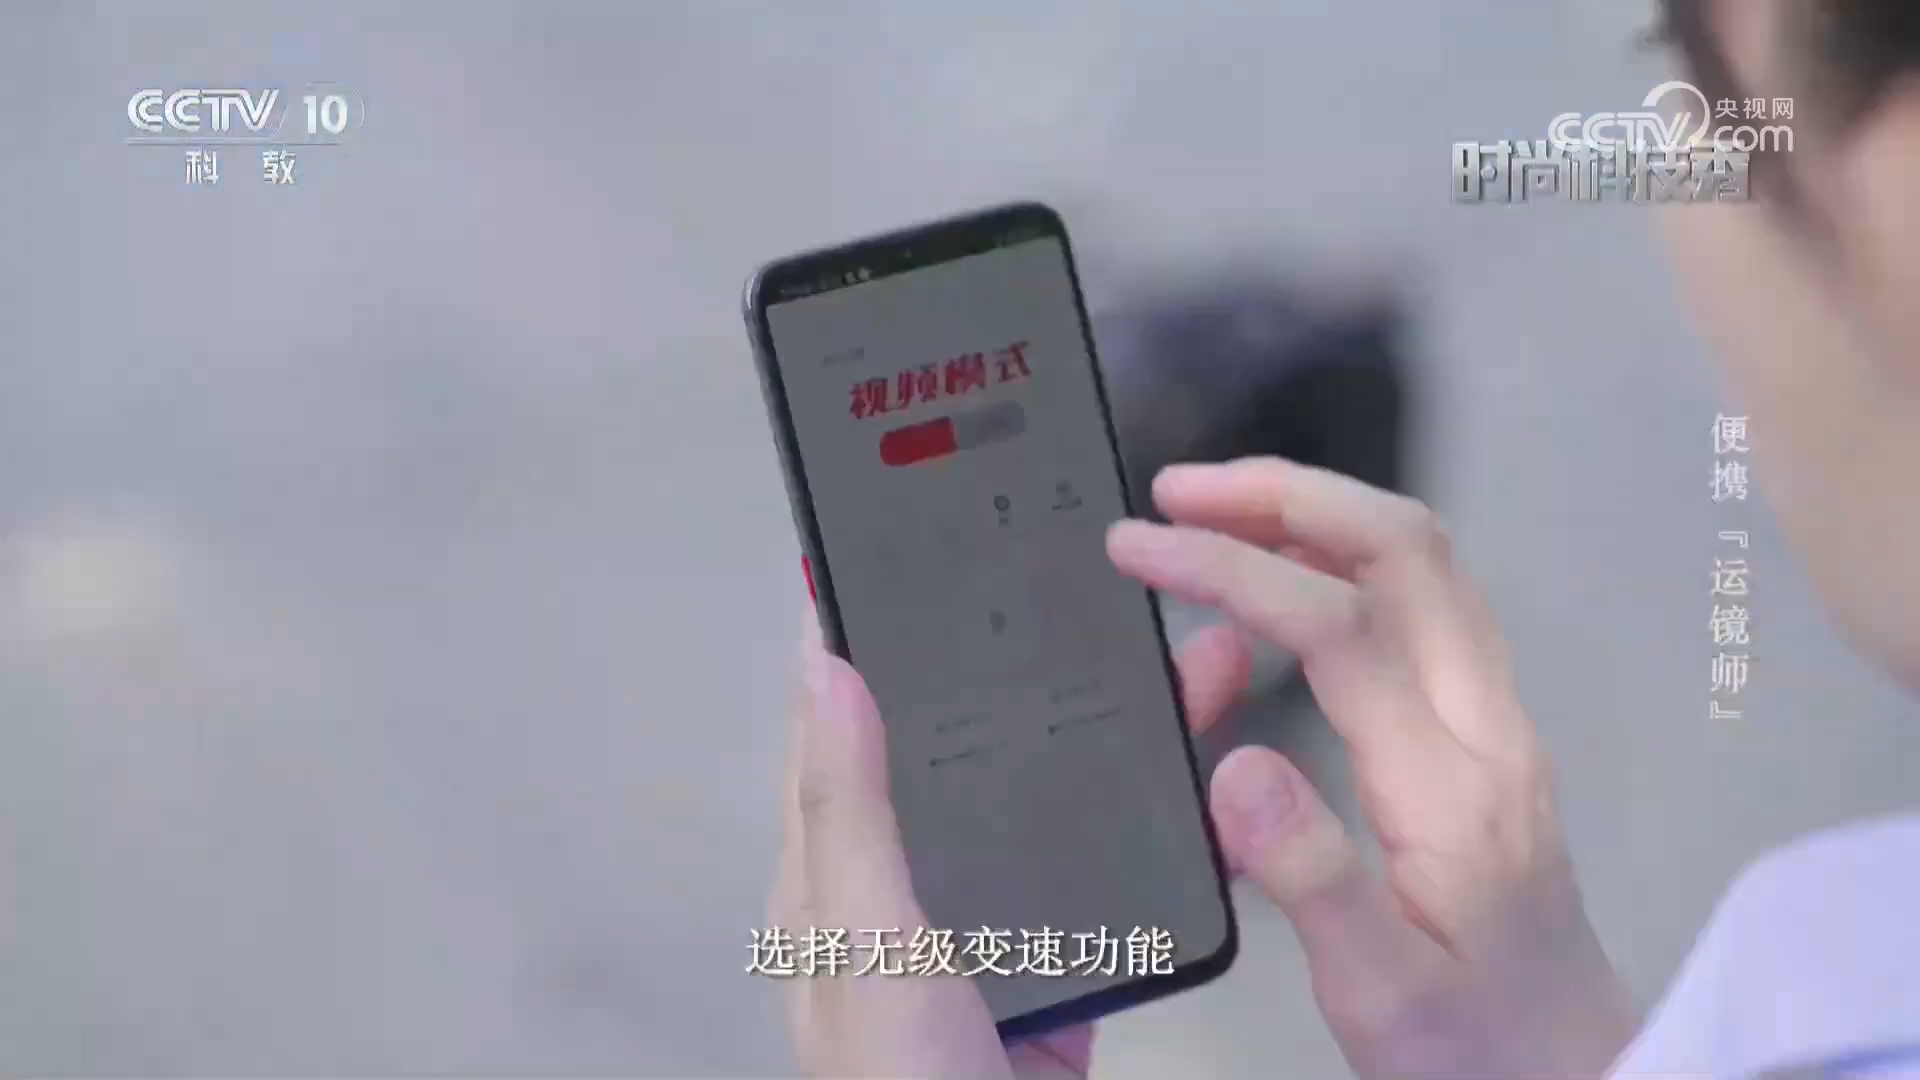 CCTV 10
科 教
央视网
CCTV.com
时尚科技秀
视频模式
便携『运镜师』
选择无级变速功能